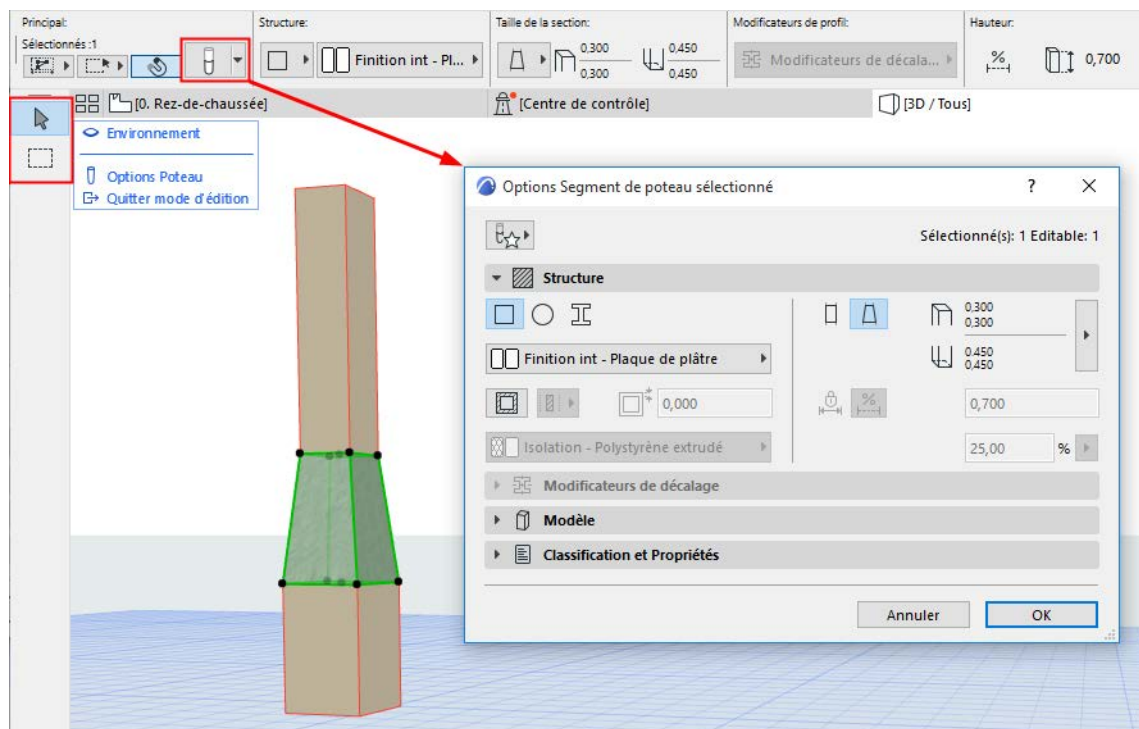 Principal:
Structure:
Taille de la section:
Modificateurs de profil:
Hauteur:
Sélectionnés :1
Finition int - Pl...
0,300
0,300
0,450
0,450
Modificateurs de décala...
%
0,700
[0. Rez-de-chaussée]
[Centre de contrôle]
[3D / Tous]
Environnement
Options Poteau
Quitter mode d'édition
Options Segment de poteau sélectionné
?
Sélectionné(s): 1 Editable: 1
Structure
0,300
0,300
Finition int - Plaque de plâtre
0,450
0,450
0,000
%
0,700
Isolation - Polystyrène extrudé
25,00 %
Modificateurs de décalage
Modèle
Classification et Propriétés
Annuler
OK